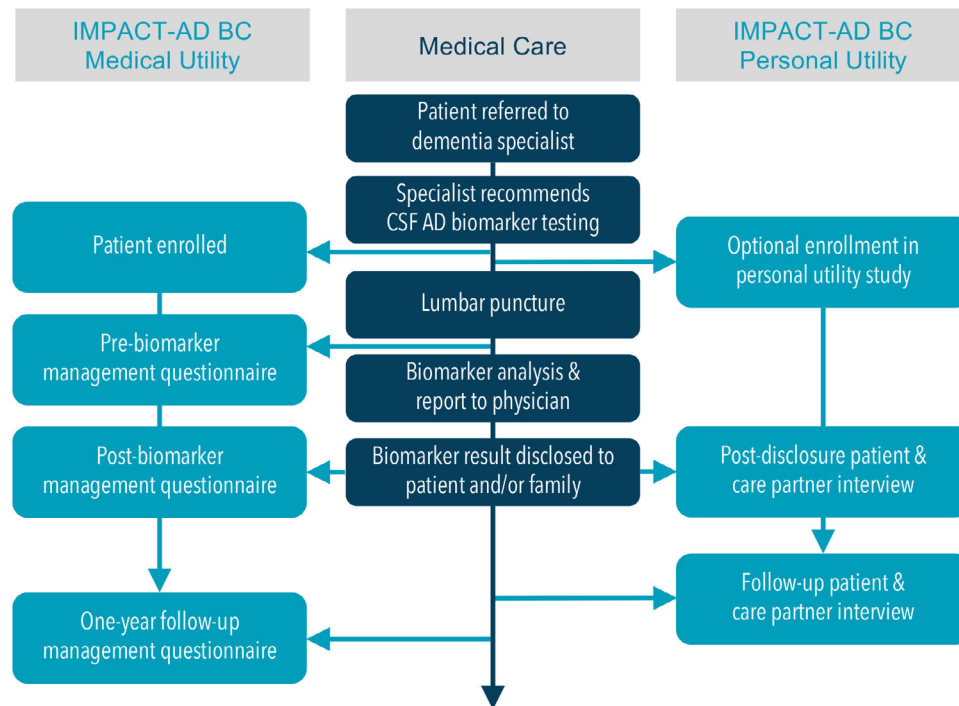 IMPACT-AD BC
Medical Utility
Medical Care
IMPACT-AD BC
Personal Utility
Patient referred to
dementia specialist
Specialist recommends
CSF AD biomarker testing
Patient enrolled
Optional enrollment in
personal utility study
Lumbar puncture
Pre-biomarker
management questionnaire
Biomarker analysis &
report to physician
Post-biomarker
management questionnaire
Biomarker result disclosed to
patient and/or family
Post-disclosure patient &
care partner interview
Follow-up patient &
care partner interview
One-year follow-up
management questionnaire